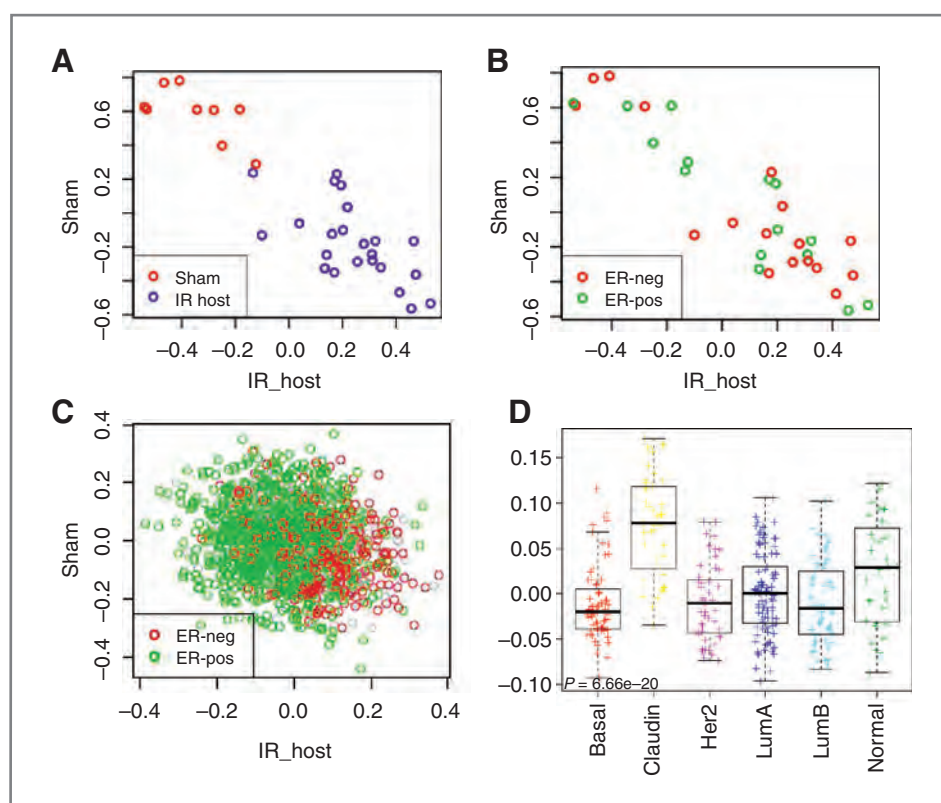 A
Sham
0.6
0.2
−0.2
−0.6
Sham
IR host
−0.4
−0.2
0.0
0.2
0.4
IR_host
B
Sham
0.6
0.2
−0.2
−0.6
ER-neg
ER-pos
−0.4
−0.2
0.0
0.2
0.4
IR_host
C
Sham
0.4
0.2
0.0
−0.2
−0.4
ER-neg
ER-pos
−0.4
−0.2
0.0
0.2
0.4
IR_host
D
0.15
0.10
0.05
0.00
−0.05
−0.10
P = 6.66e−20
Basal
Claudin
Her2
LumA
LumB
Normal